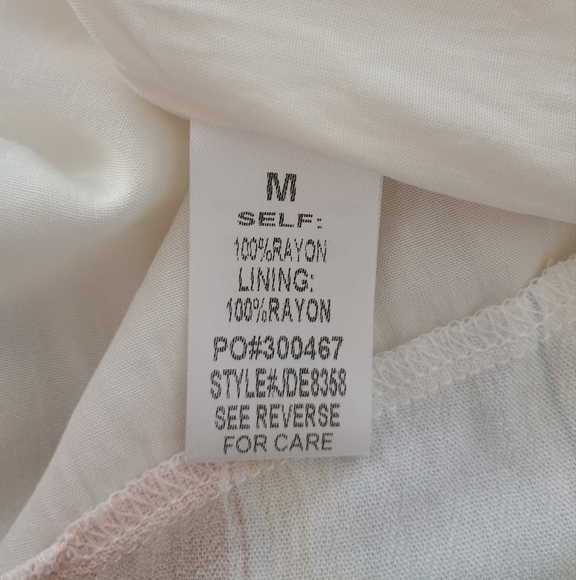 M
SELF:
100%RAYON
LINING:
100%RAYON
PO#300467
STYLE#JDE8358
SEE REVERSE
FOR CARE